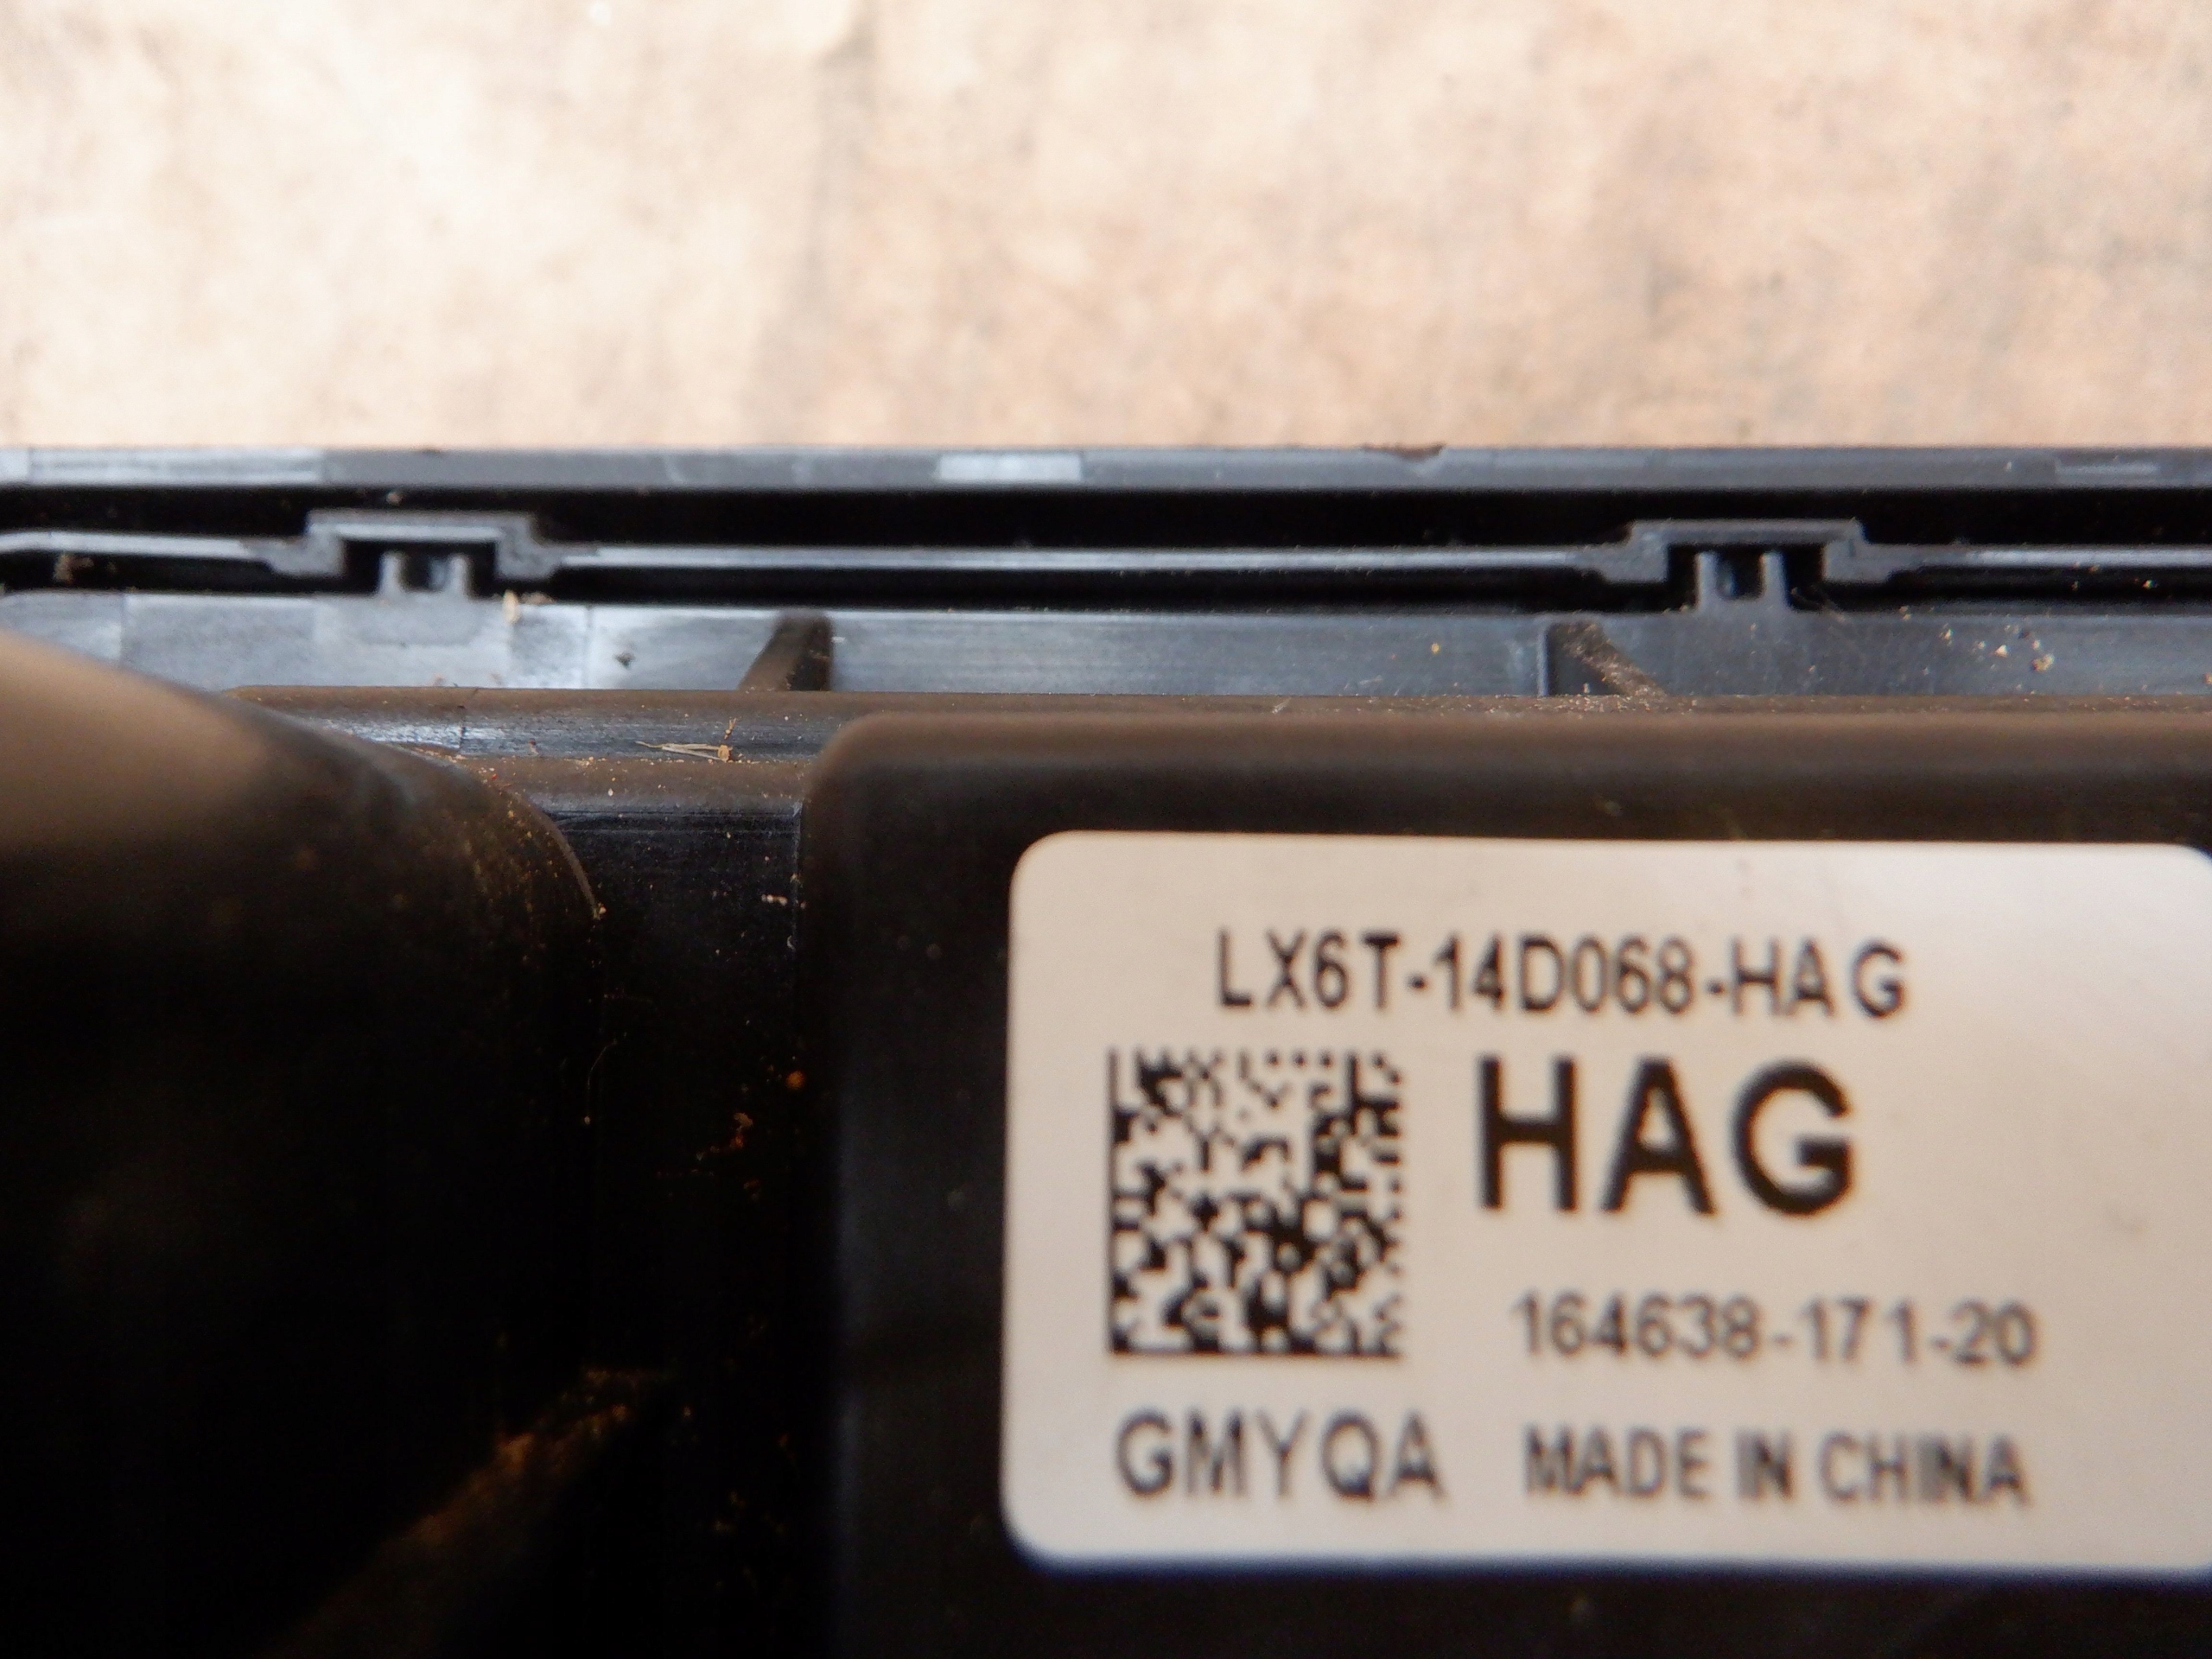 LX6T-14D068-HAG
HAG
164638-171-20
GMYQA MADE IN CHINA